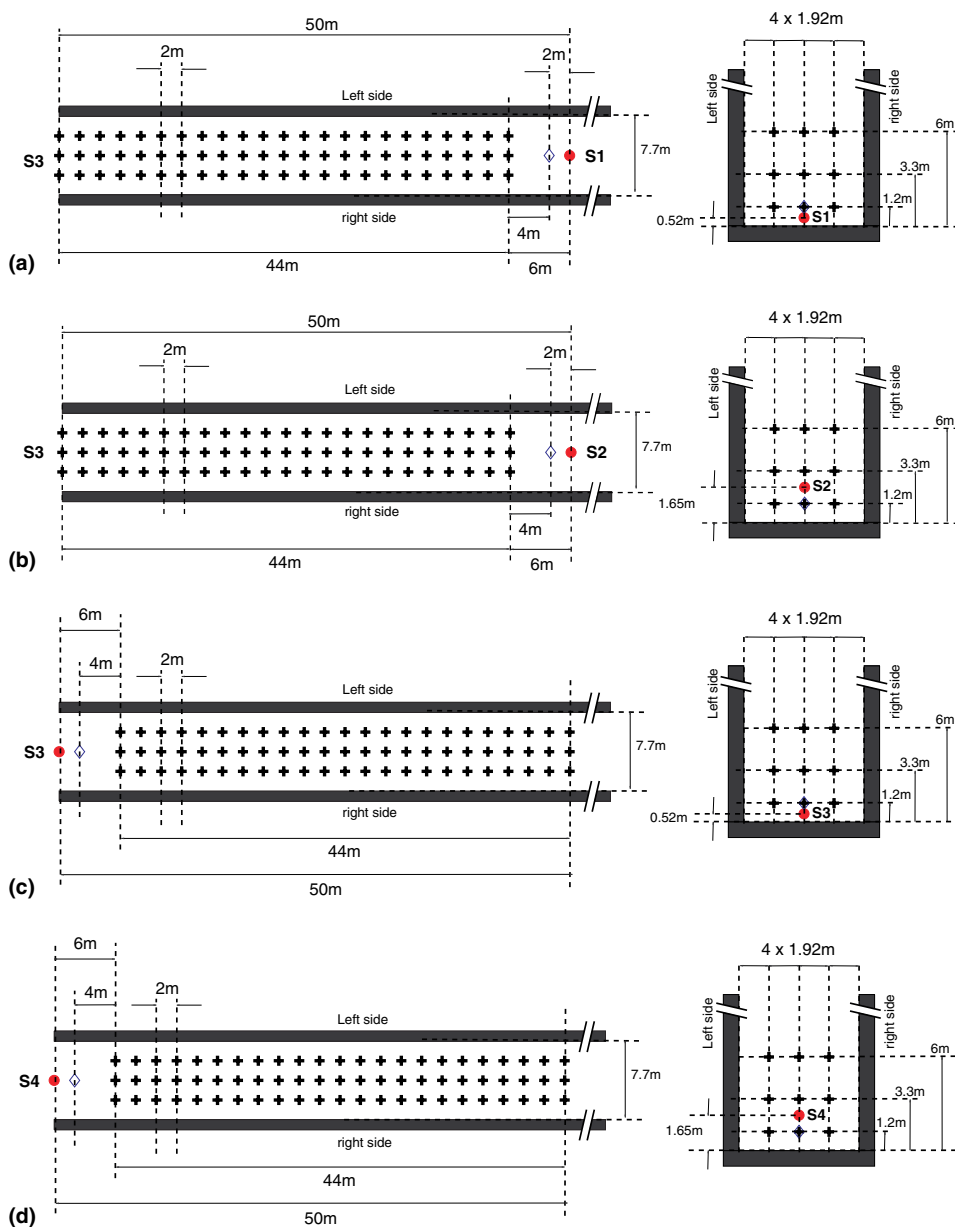 50m
2m
2m
Left side
S3
S1
7.7m
right side
4m
44m
6m
(a)
4 x 1.92m
Left side
right side
6m
3.3m
1.2m
0.52m
S1
50m
2m
2m
Left side
S3
S2
7.7m
right side
4m
44m
6m
(b)
4 x 1.92m
Left side
right side
6m
3.3m
S2
1.65m
1.2m
6m
4m
2m
Left side
S3
7.7m
right side
44m
50m
(c)
4 x 1.92m
Left side
right side
6m
3.3m
1.2m
0.52m
S3
6m
4m
2m
Left side
S4
7.7m
right side
44m
50m
(d)
4 x 1.92m
Left side
right side
6m
3.3m
S4
1.65m
1.2m